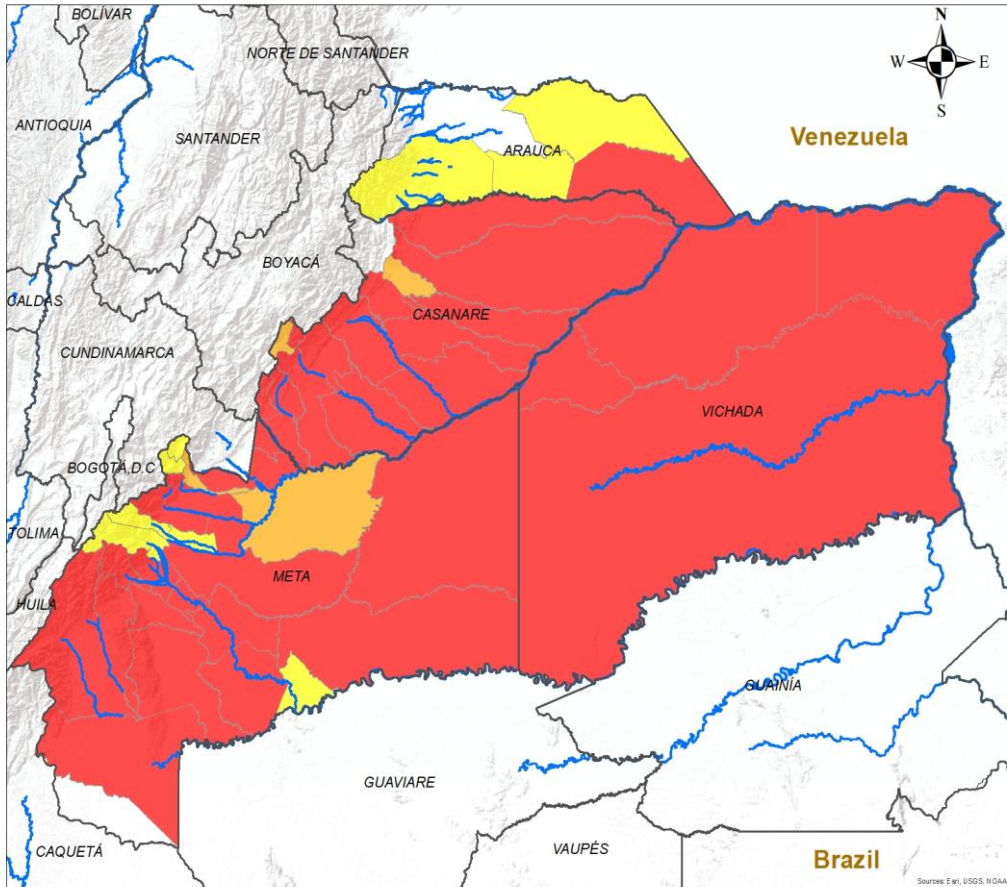 BOLÍVAR
N
NORTE DE SANTANDER
W E
S
ANTIOQUIA
SANTANDER
Venezuela
ARAUCA
BOYACÁ
CALDAS
CASANARE
CUNDINAMARCA
VICHADA
BOGOTÁ,D.C
TOLIMA
META
HUILA
GUAINÍA
GUAVIARE
VAUPÉS
CAQUETÁ
Brazil
Sources: Esri, USGS, NOAA